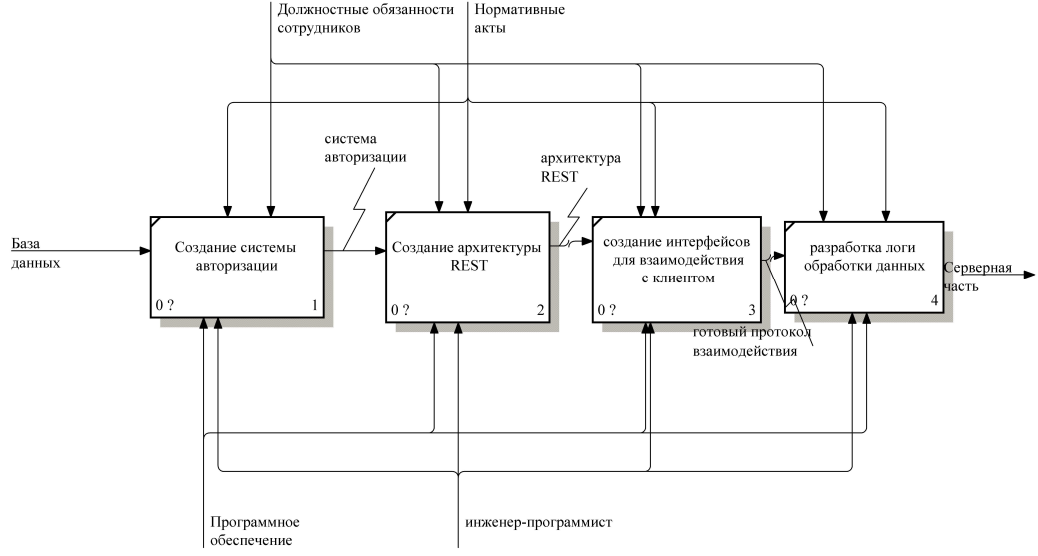 Должностные обязанности
сотрудников
Нормативные
акты
система
авторизации
архитектура
REST
База
данных
Создание системы
авторизации
0 ?
1
Создание архитектуры
REST
0 ?
2
создание интерфейсов
для взаимодействия
с клиентом
0 ?
3
разработка логи
обработки данных
0 ?
4
Серверная
часть
готовый протокол
взаимодействия
Программное
обеспечение
инженер-программист